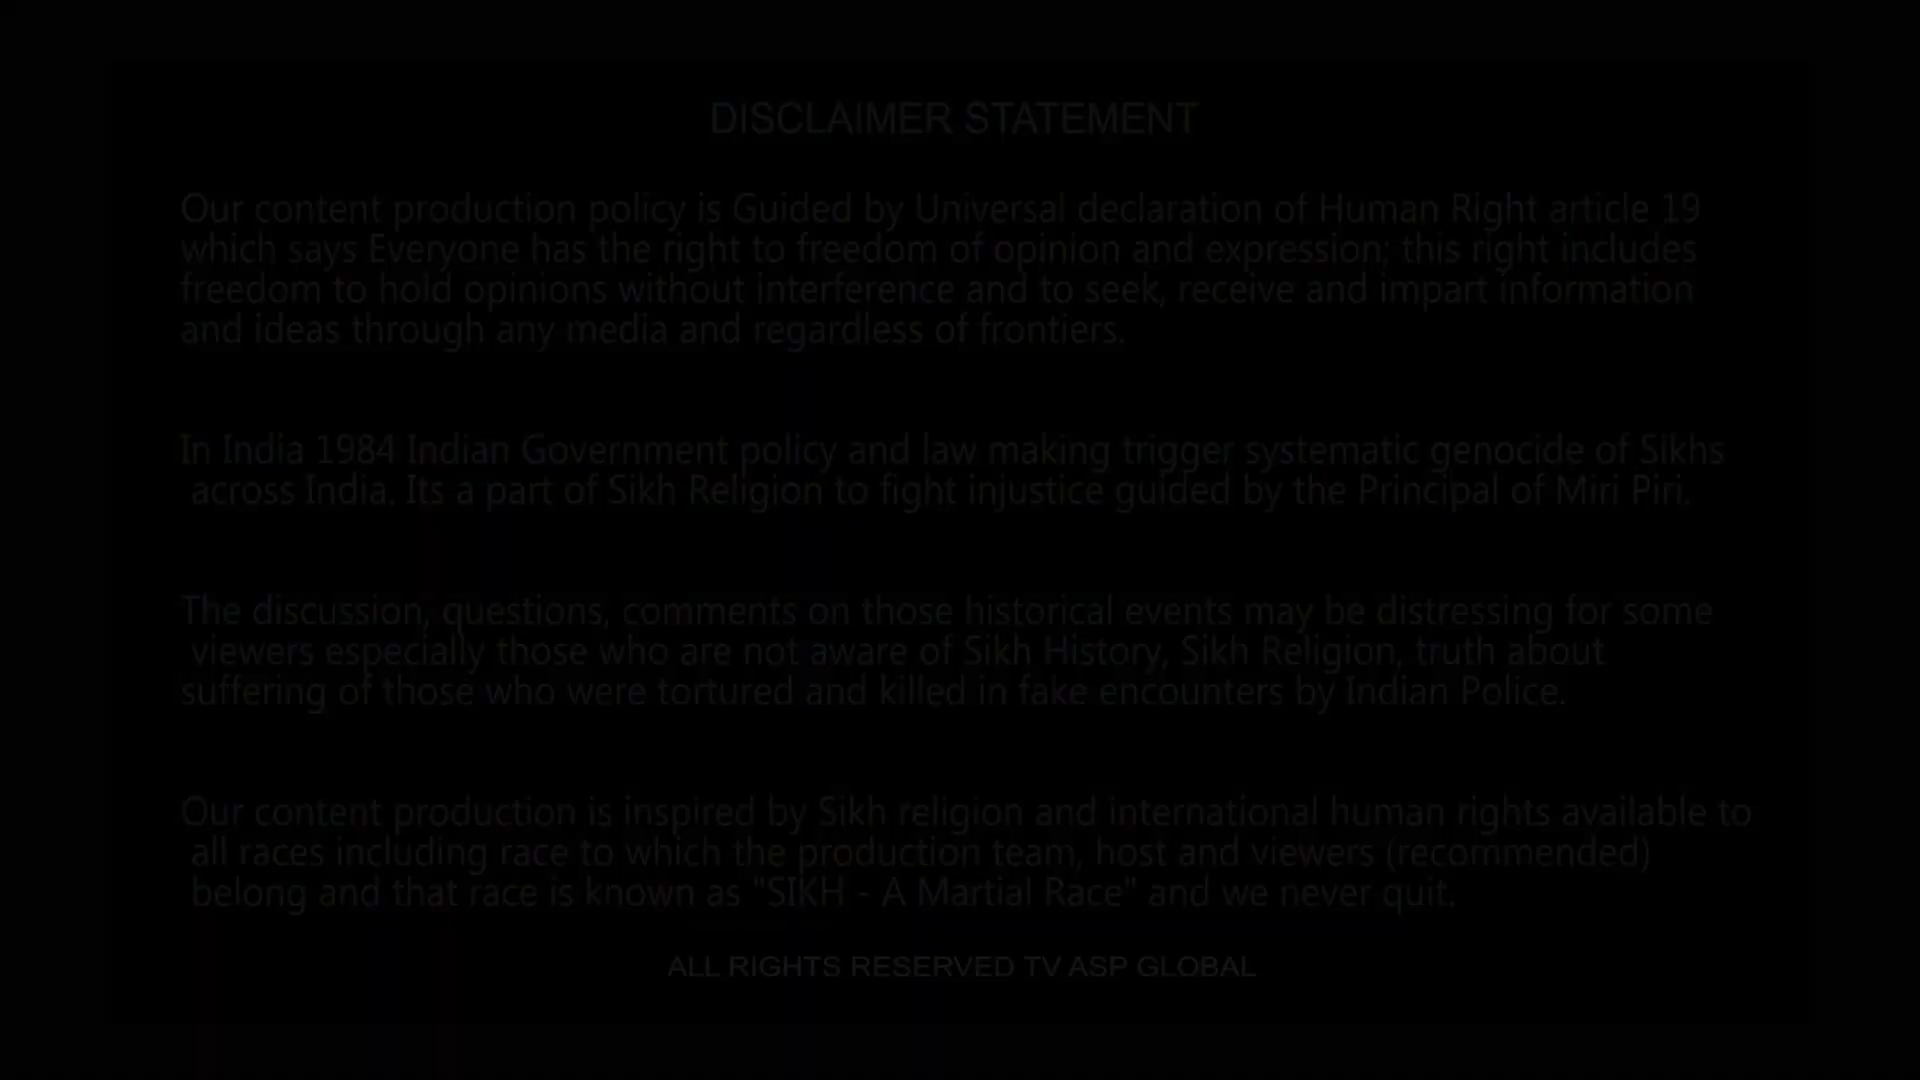 DISCLAIMER STATEMENT
Our content production policy is Guided by Universal declaration of Human Right article 19
which says Everyone has the right to freedom of opinion and expression; this right includes
freedom to hold opinions without interference and to seek, receive and impart information
and ideas through any media and regardless of frontiers.
In India 1984 Indian Government policy and law making trigger systematic genocide of Sikhs
across India. Its a part of Sikh Religion to fight injustice guided by the Principal of Miri Piri.
The discussion, questions, comments on those historical events may be distressing for some
viewers especially those who are not aware of Sikh History, Sikh Religion, truth about
suffering of those who were tortured and killed in fake encounters by Indian Police.
Our content production is inspired by Sikh religion and international human rights available to
all races including race to which the production team, host and viewers (recommended)
belong and that race is known as "SIKH - A Martial Race" and we never quit.
ALL RIGHTS RESERVED TV ASP GLOBAL